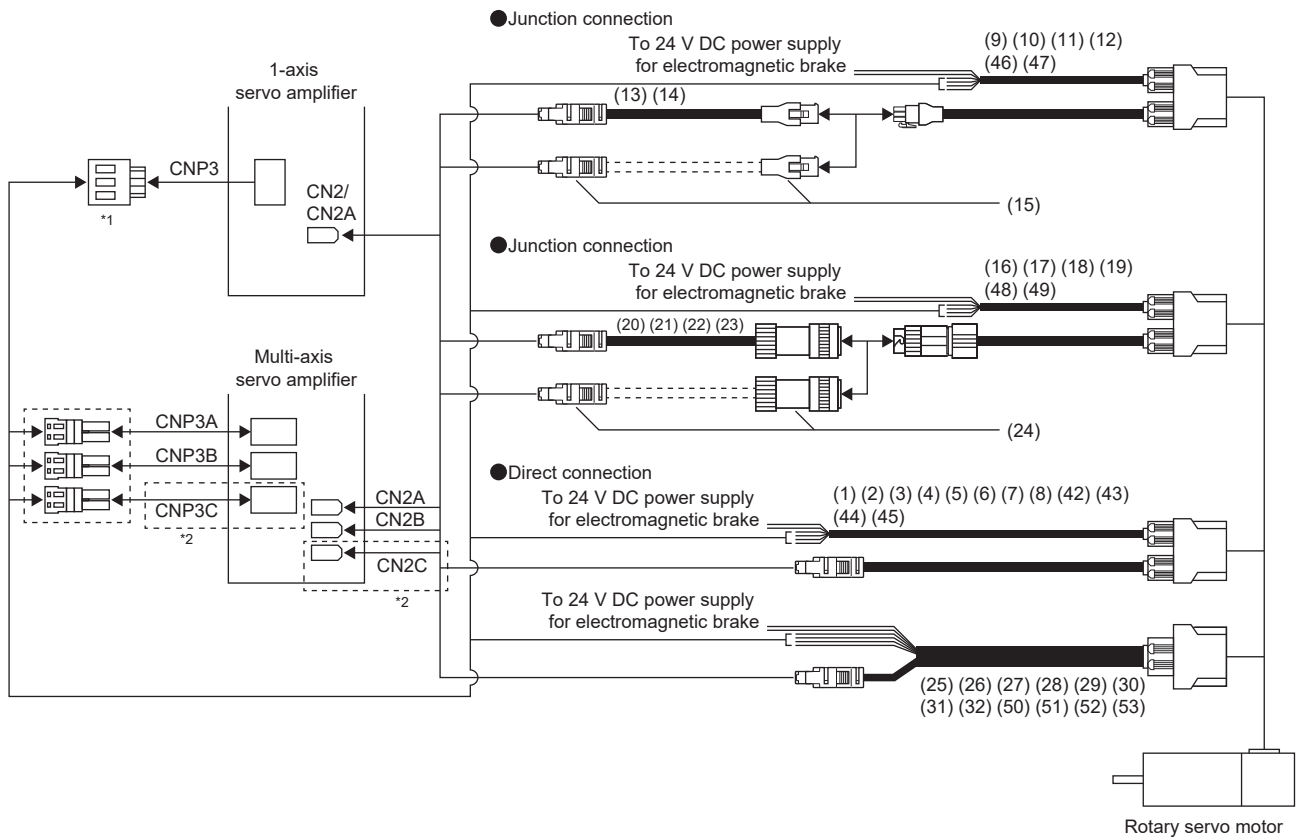 ●Junction connection
To 24 V DC power supply
for electromagnetic brake
(9) (10) (11) (12)
(46) (47)
1-axis
servo amplifier
(13) (14)
CNP3
*1
CN2/
CN2A
(15)
●Junction connection
To 24 V DC power supply
for electromagnetic brake
(16) (17) (18) (19)
(48) (49)
(20) (21) (22) (23)
Multi-axis
servo amplifier
CNP3A
CNP3B
CNP3C
*2
(24)
●Direct connection
To 24 V DC power supply
for electromagnetic brake
(1) (2) (3) (4) (5) (6) (7) (8) (42) (43)
(44) (45)
CN2A
CN2B
CN2C
*2
To 24 V DC power supply
for electromagnetic brake
(25) (26) (27) (28) (29) (30)
(31) (32) (50) (51) (52) (53)
Rotary servo motor